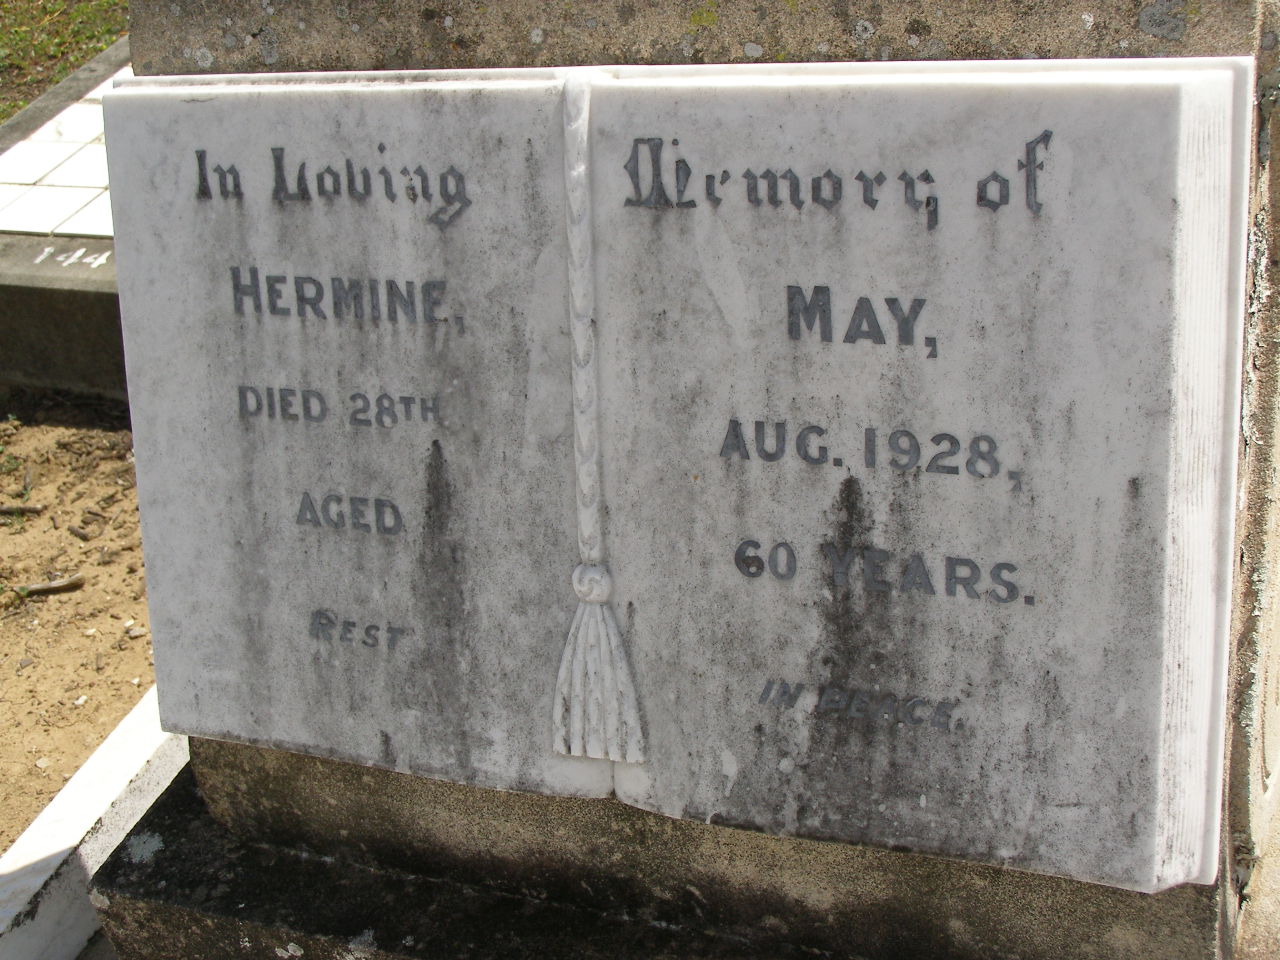 In Loving Memory of
HERMINE, MAY,
DIED 28TH AUG. 1928,
AGED 60 YEARS.
REST IN PEACE
144